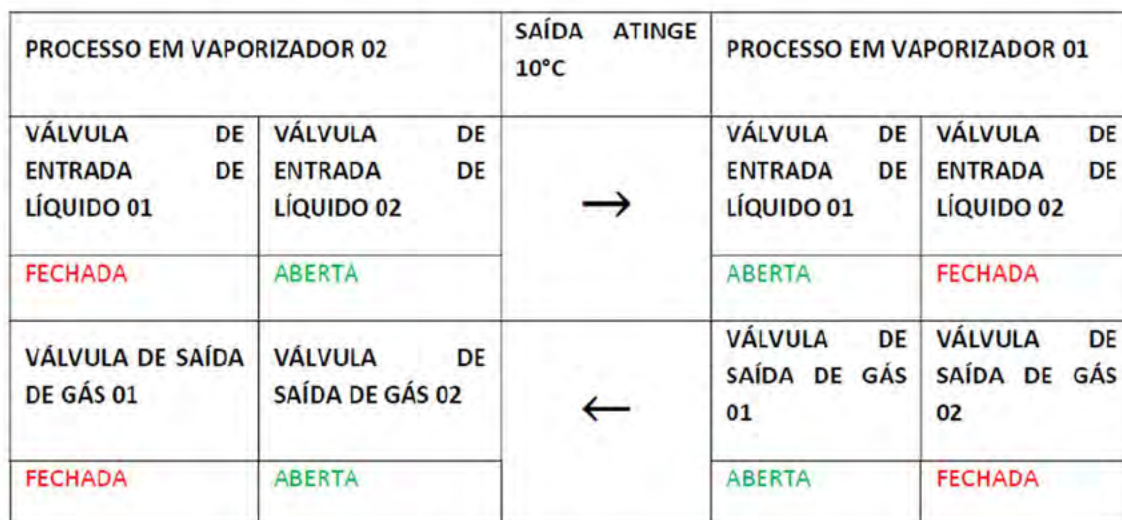 PROCESSO EM VAPORIZADOR 02
SAÍDA ATINGE
10°C
PROCESSO EM VAPORIZADOR 01
VÁLVULA DE
ENTRADA DE
LÍQUIDO 01
VÁLVULA DE
ENTRADA DE
LÍQUIDO 02
→
VÁLVULA DE
ENTRADA DE
LÍQUIDO 01
VÁLVULA DE
ENTRADA DE
LÍQUIDO 02
FECHADA
ABERTA
ABERTA
FECHADA
VÁLVULA DE SAÍDA
DE GÁS 01
VÁLVULA DE
SAÍDA DE GÁS 02
←
VÁLVULA DE
SAÍDA DE GÁS
01
VÁLVULA DE
SAÍDA DE GÁS
02
FECHADA
ABERTA
ABERTA
FECHADA